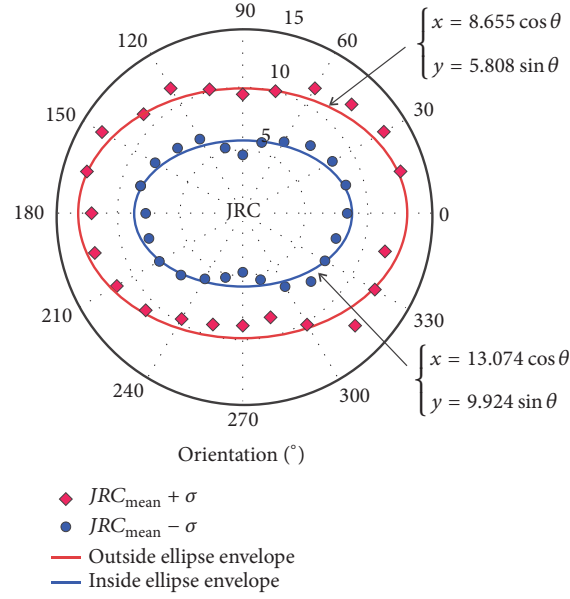 90
15
120
60
10
150
30
5
180
JRC
0
210
330
240
300
270
x = 8.655 cos θ
y = 5.808 sin θ
x = 13.074 cos θ
y = 9.924 sin θ
Orientation (°)
JRCmean + σ
JRCmean − σ
Outside ellipse envelope
Inside ellipse envelope